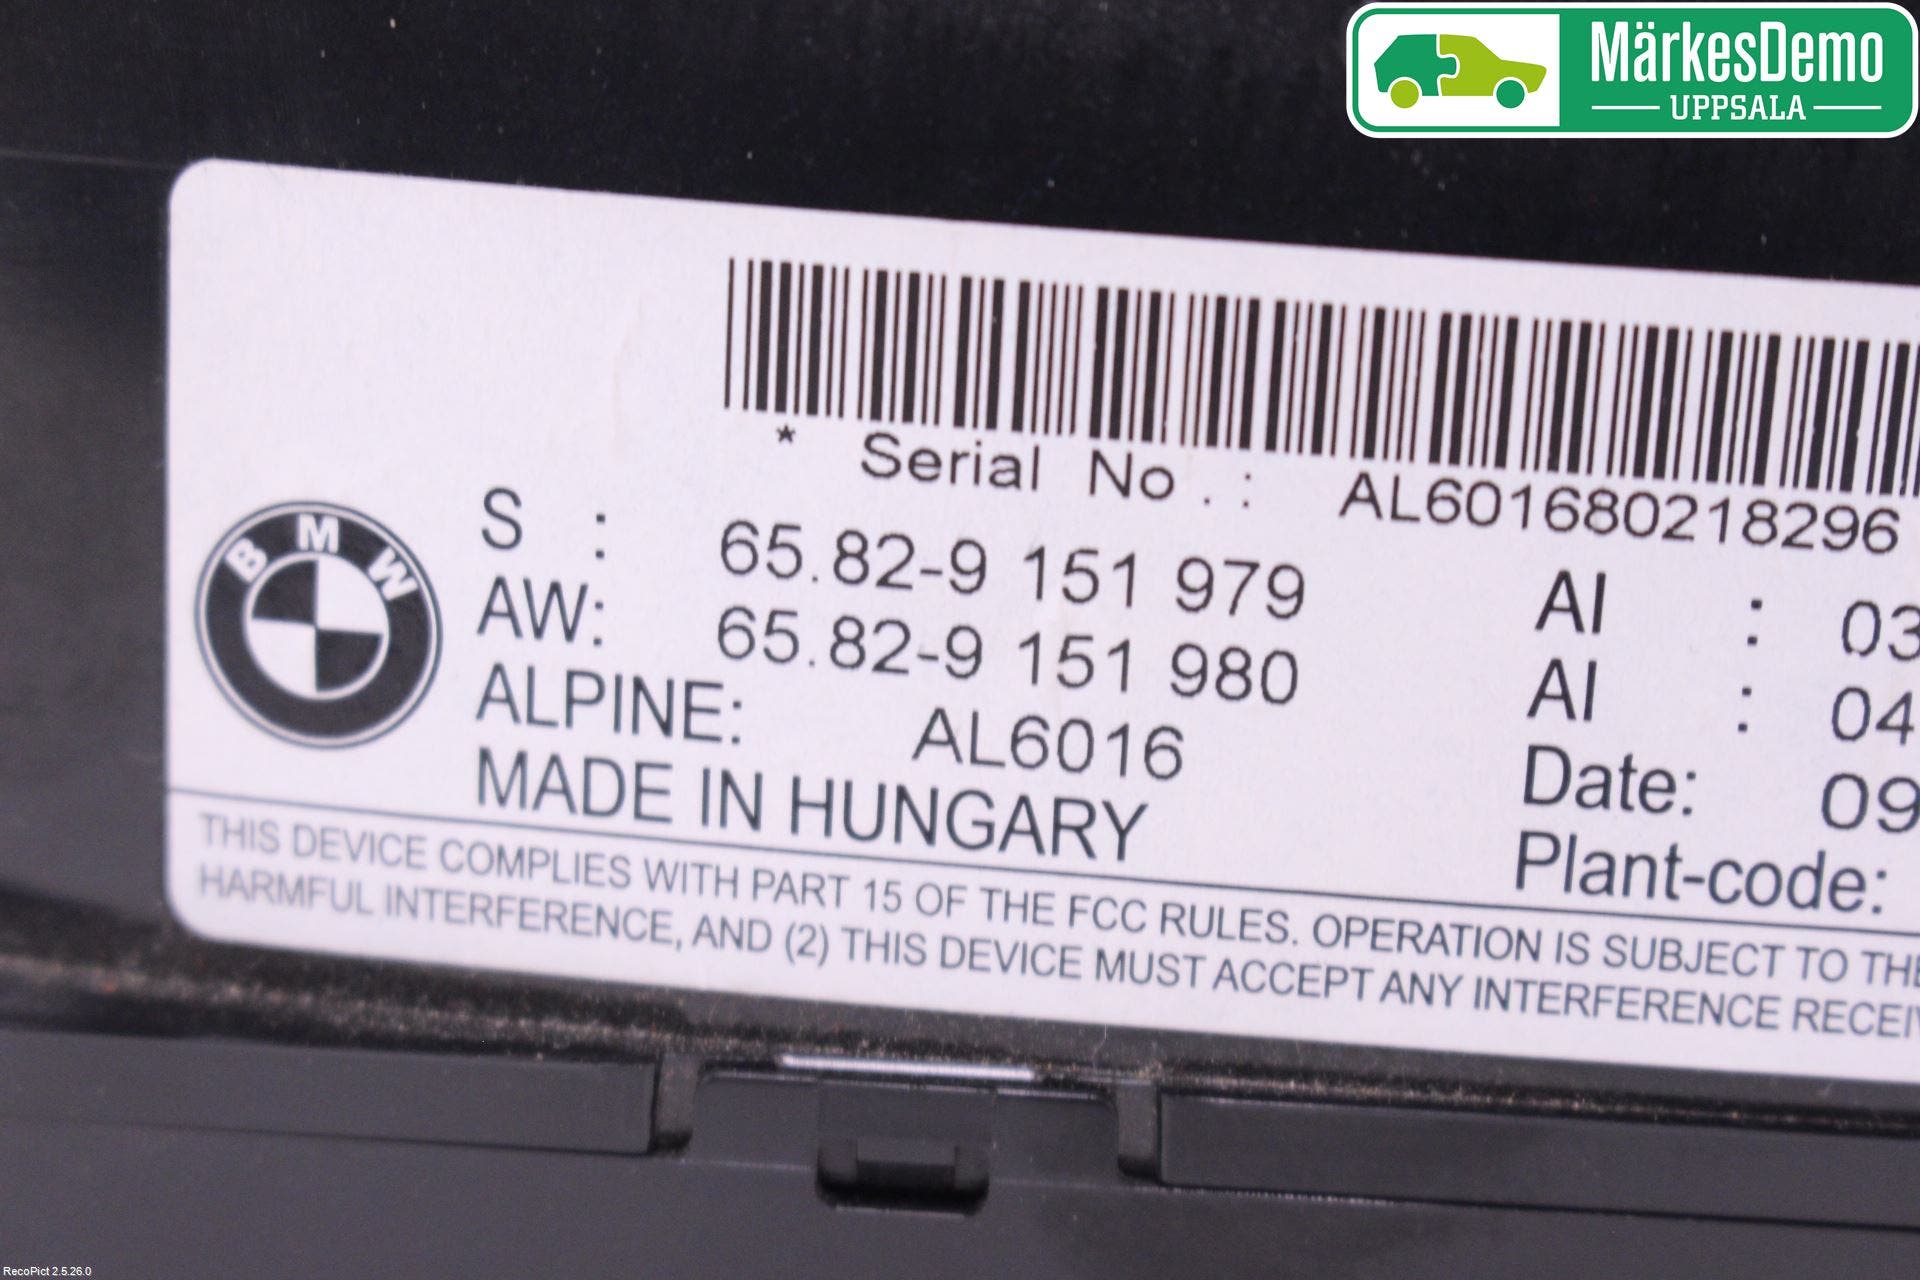 MärkesDemo
UPPSALA
* Serial No . : AL601680218296
BMW
S : 65.82-9 151 979 AI : 03
AW: 65.82-9 151 980 AI : 04
ALPINE: AL6016 Date: 09
MADE IN HUNGARY Plant-code:
THIS DEVICE COMPLIES WITH PART 15 OF THE FCC RULES. OPERATION IS SUBJECT TO THE
HARMFUL INTERFERENCE, AND (2) THIS DEVICE MUST ACCEPT ANY INTERFERENCE RECEIV
RecoPict 2.5.26.0